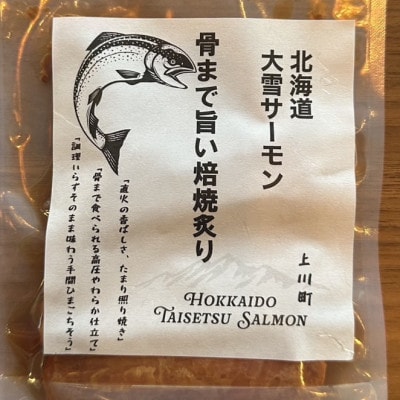 北海道
大雪サーモン
骨まで旨い焙焼炙り
上川町
「直火の香ばしさ、たまり照り焼き」
「骨まで食べられる高圧やわらか仕立て」
「調理いらずそのまま味わう手間ひまごちそう」
HOKKAIDO
TAISETSU SALMON